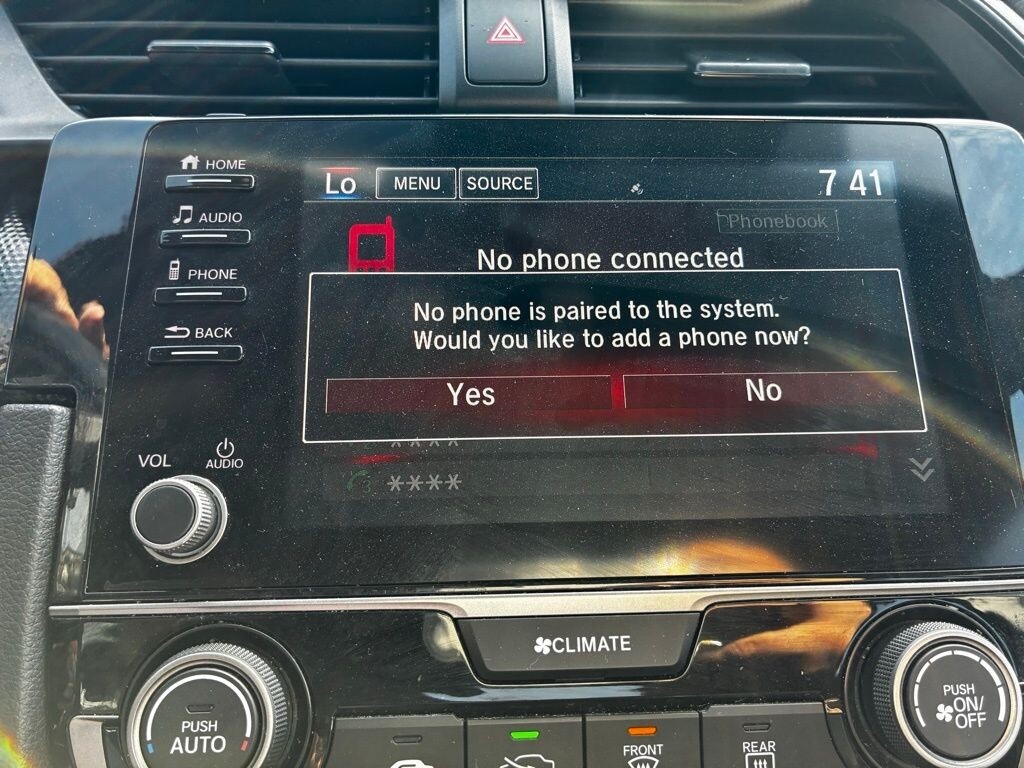 HOME
Lo MENU SOURCE 7 41
AUDIO
Phonebook
No phone connected
PHONE
No phone is paired to the system.
Would you like to add a phone now?
BACK
Yes No
****
VOL AUDIO
3 ****
CLIMATE
PUSH
AUTO
PUSH
ON/
OFF
FRONT
REAR